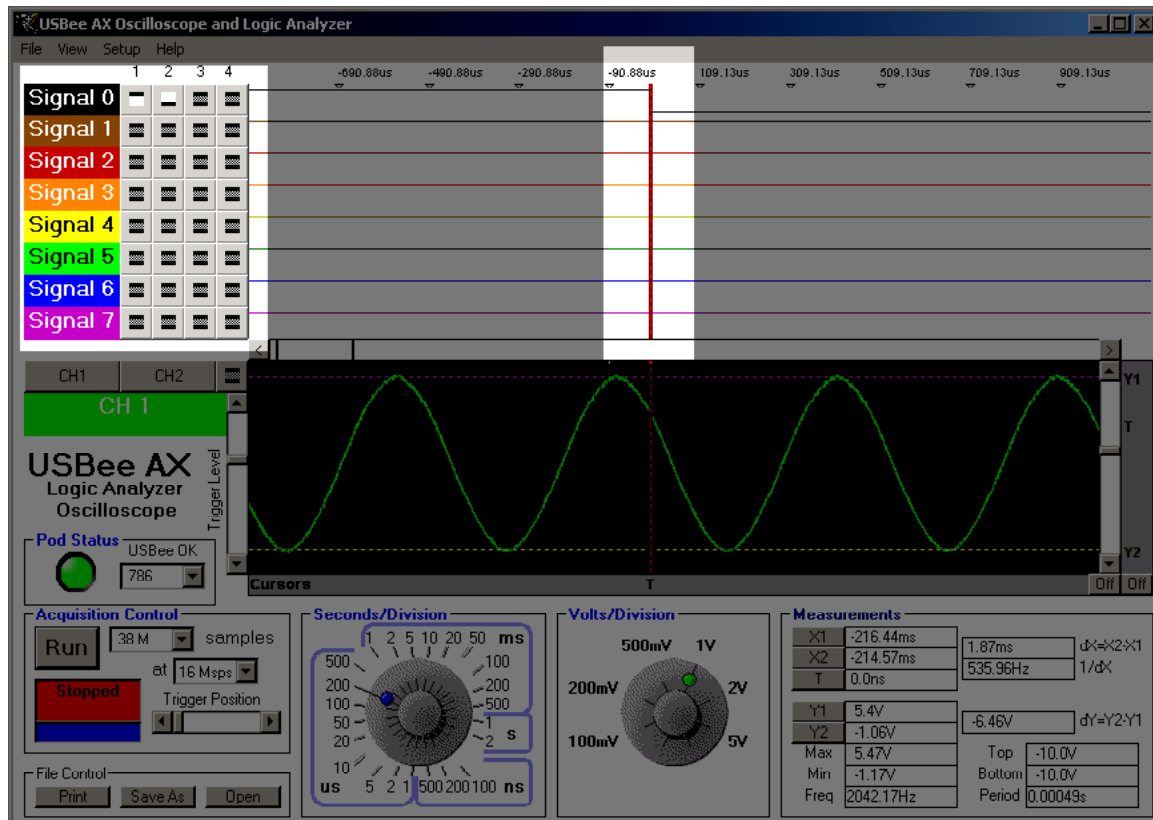 USBee AX Oscilloscope and Logic Analyzer
File View Setup Help
1 2 3 4
-690.88us -490.88us -290.88us -90.88us 109.13us 309.13us 509.13us 709.13us 909.13us
Signal 0
Signal 1
Signal 2
Signal 3
Signal 4
Signal 5
Signal 6
Signal 7
CH1 CH2
CH 1
Y1
T
Y2
USBee AX
Logic Analyzer
Oscilloscope
Trigger Level
Pod Status
USBee OK
786
Cursors T Off Off
Acquisition Control
Run 38 M samples
at 16 Msps
Stopped
Trigger Position
File Control
Print Save As Open
Seconds/Division
1 2 5 10 20 50 ms
500 100
200 200
100 500
50 1
20 2 s
10
us 5 2 1 500 200 100 ns
Volts/Division
500mV 1V
200mV 2V
100mV 5V
Measurements
X1 -216.44ms
X2 -214.57ms
T 0.0ns
1.87ms dX=X2-X1
535.96Hz 1/dX
Y1 5.4V
Y2 -1.06V
-6.46V dY=Y2-Y1
Max 5.47V Top -10.0V
Min -1.17V Bottom -10.0V
Freq 2042.17Hz Period 0.00049s